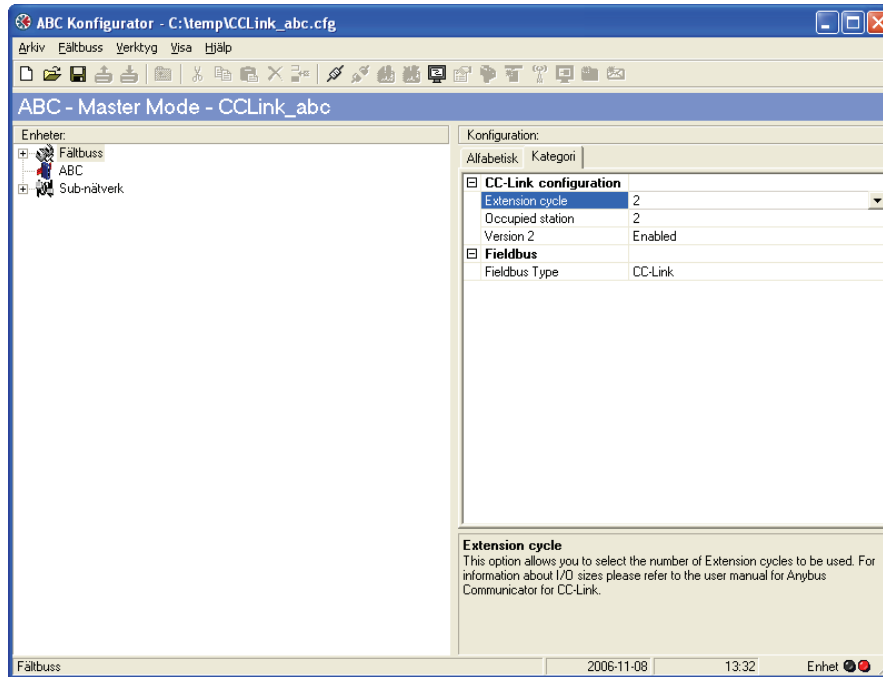 ABC Konfigurator - C:\temp\CCLink_abc.cfg
Arkiv Fältbuss Verktyg Visa Hjälp
ABC - Master Mode - CCLink_abc
Enheter:
Fältbuss
ABC
Sub-nätverk
Konfiguration:
Alfabetisk Kategori
CC-Link configuration
Extension cycle 2
Occupied station 2
Version 2 Enabled
Fieldbus
Fieldbus Type CC-Link
Extension cycle
This option allows you to select the number of Extension cycles to be used. For
information about I/O sizes please refer to the user manual for Anybus
Communicator for CC-Link.
Fältbuss 2006-11-08 13:32 Enhet